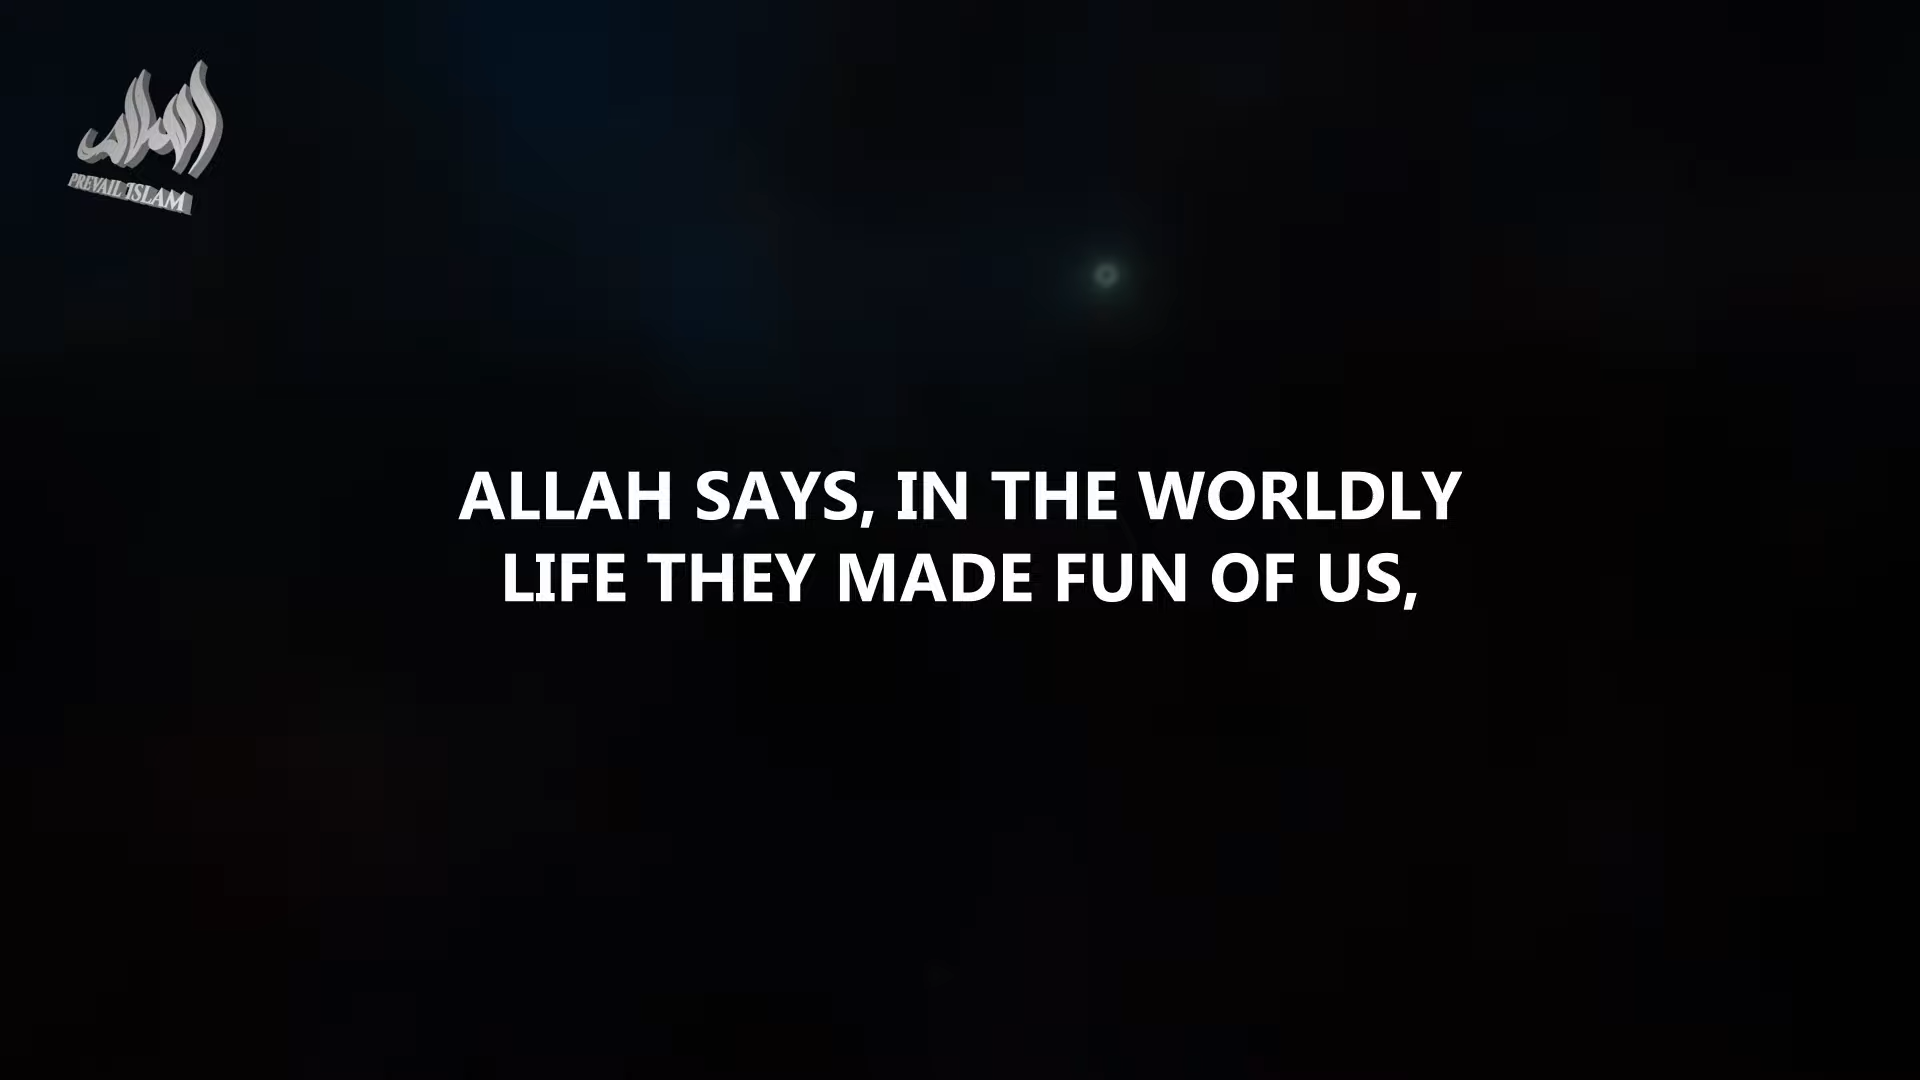 PREVAIL ISLAM
ALLAH SAYS, IN THE WORLDLY
LIFE THEY MADE FUN OF US,